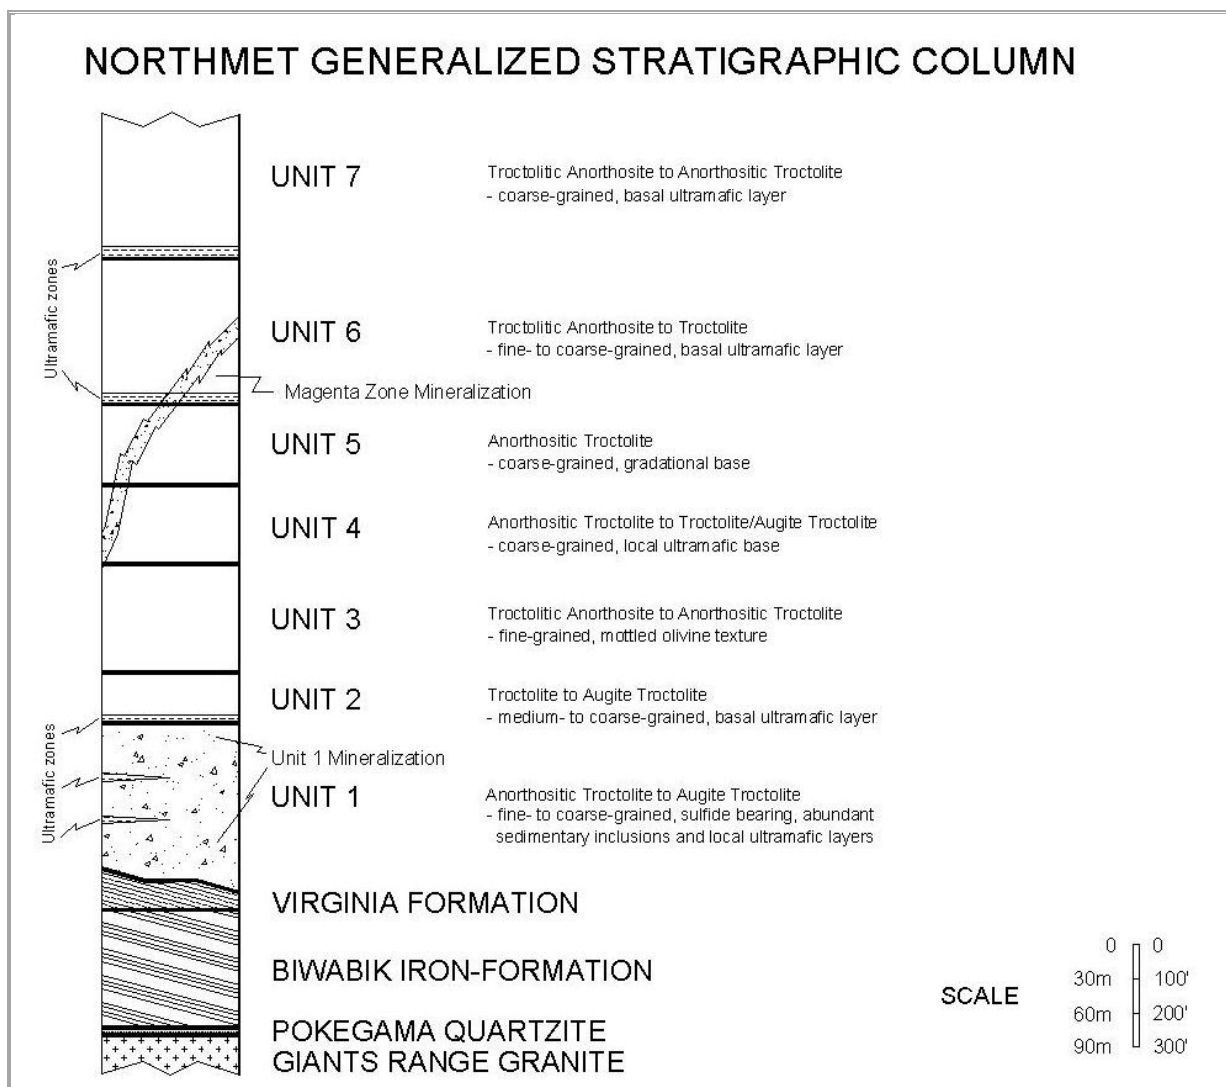 NORTHMET GENERALIZED STRATIGRAPHIC COLUMN
UNIT 7
Troctolitic Anorthosite to Anorthositic Troctolite
- coarse-grained, basal ultramafic layer
Ultramafic zones
UNIT 6
Troctolitic Anorthosite to Troctolite
- fine- to coarse-grained, basal ultramafic layer
Magenta Zone Mineralization
UNIT 5
Anorthositic Troctolite
- coarse-grained, gradational base
UNIT 4
Anorthositic Troctolite to Troctolite/Augite Troctolite
- coarse-grained, local ultramafic base
UNIT 3
Troctolitic Anorthosite to Anorthositic Troctolite
- fine-grained, mottled olivine texture
UNIT 2
Troctolite to Augite Troctolite
- medium- to coarse-grained, basal ultramafic layer
Ultramafic zones
Unit 1 Mineralization
UNIT 1
Anorthositic Troctolite to Augite Troctolite
- fine- to coarse-grained, sulfide bearing, abundant
sedimentary inclusions and local ultramafic layers
VIRGINIA FORMATION
BIWABIK IRON-FORMATION
POKEGAMA QUARTZITE
GIANTS RANGE GRANITE
SCALE
0 0
30m 100'
60m 200'
90m 300'